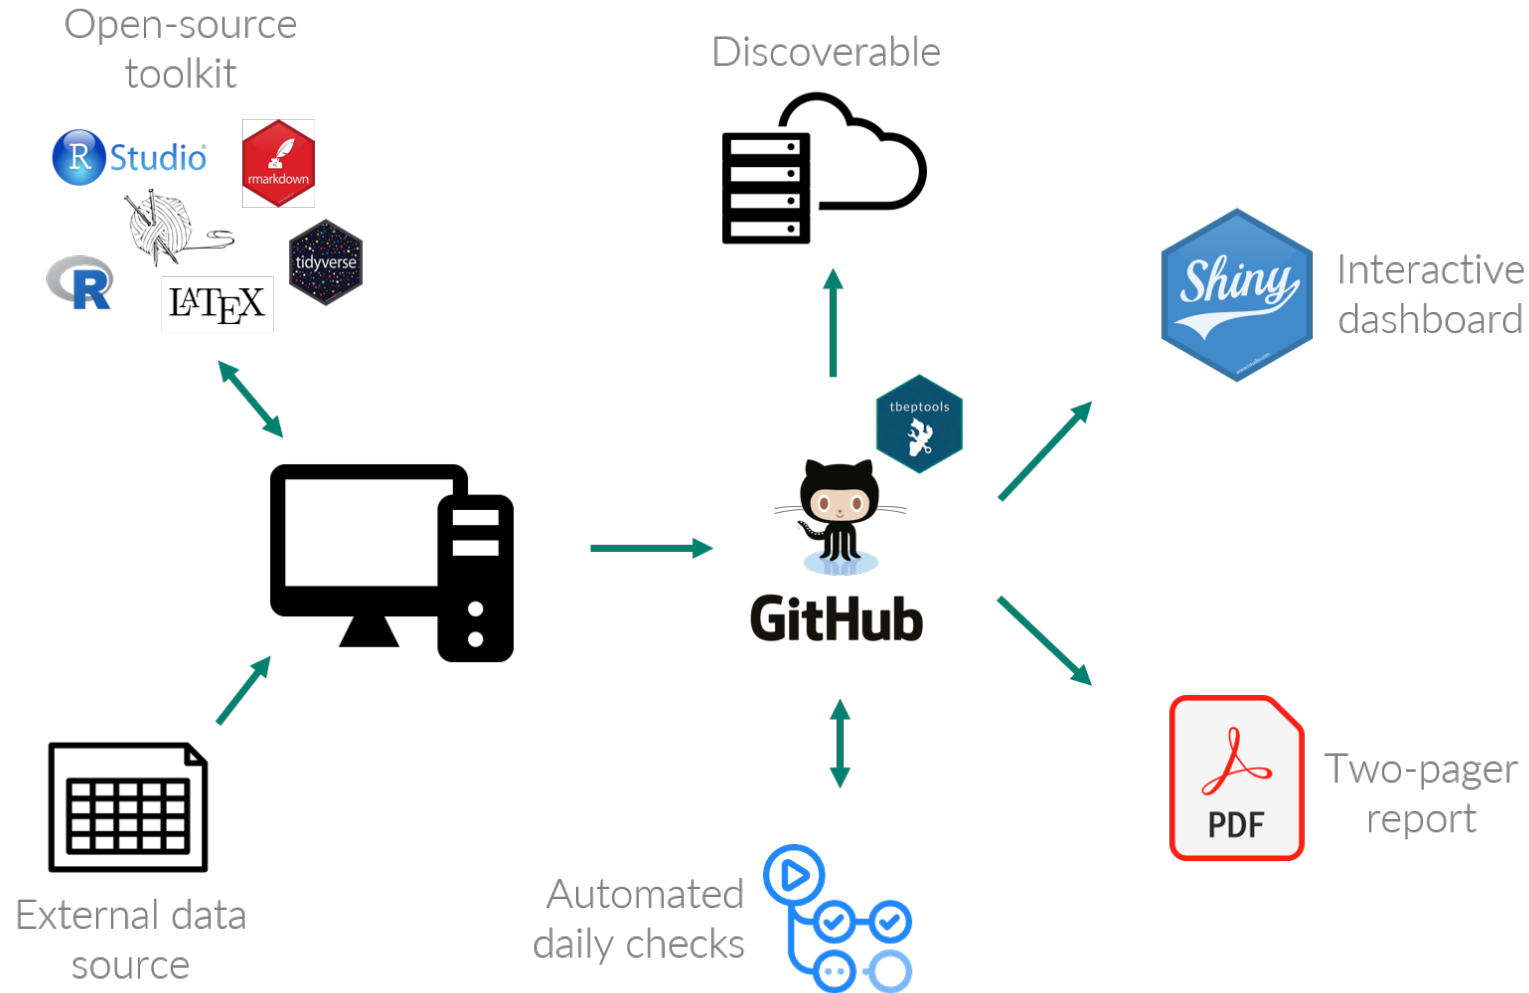 Open-source
toolkit
R Studio
rmarkdown
tidyverse
R
LATEX
External data
source
Discoverable
tbeptools
GitHub
Automated
daily checks
Shiny
Interactive
dashboard
PDF
Two-pager
report